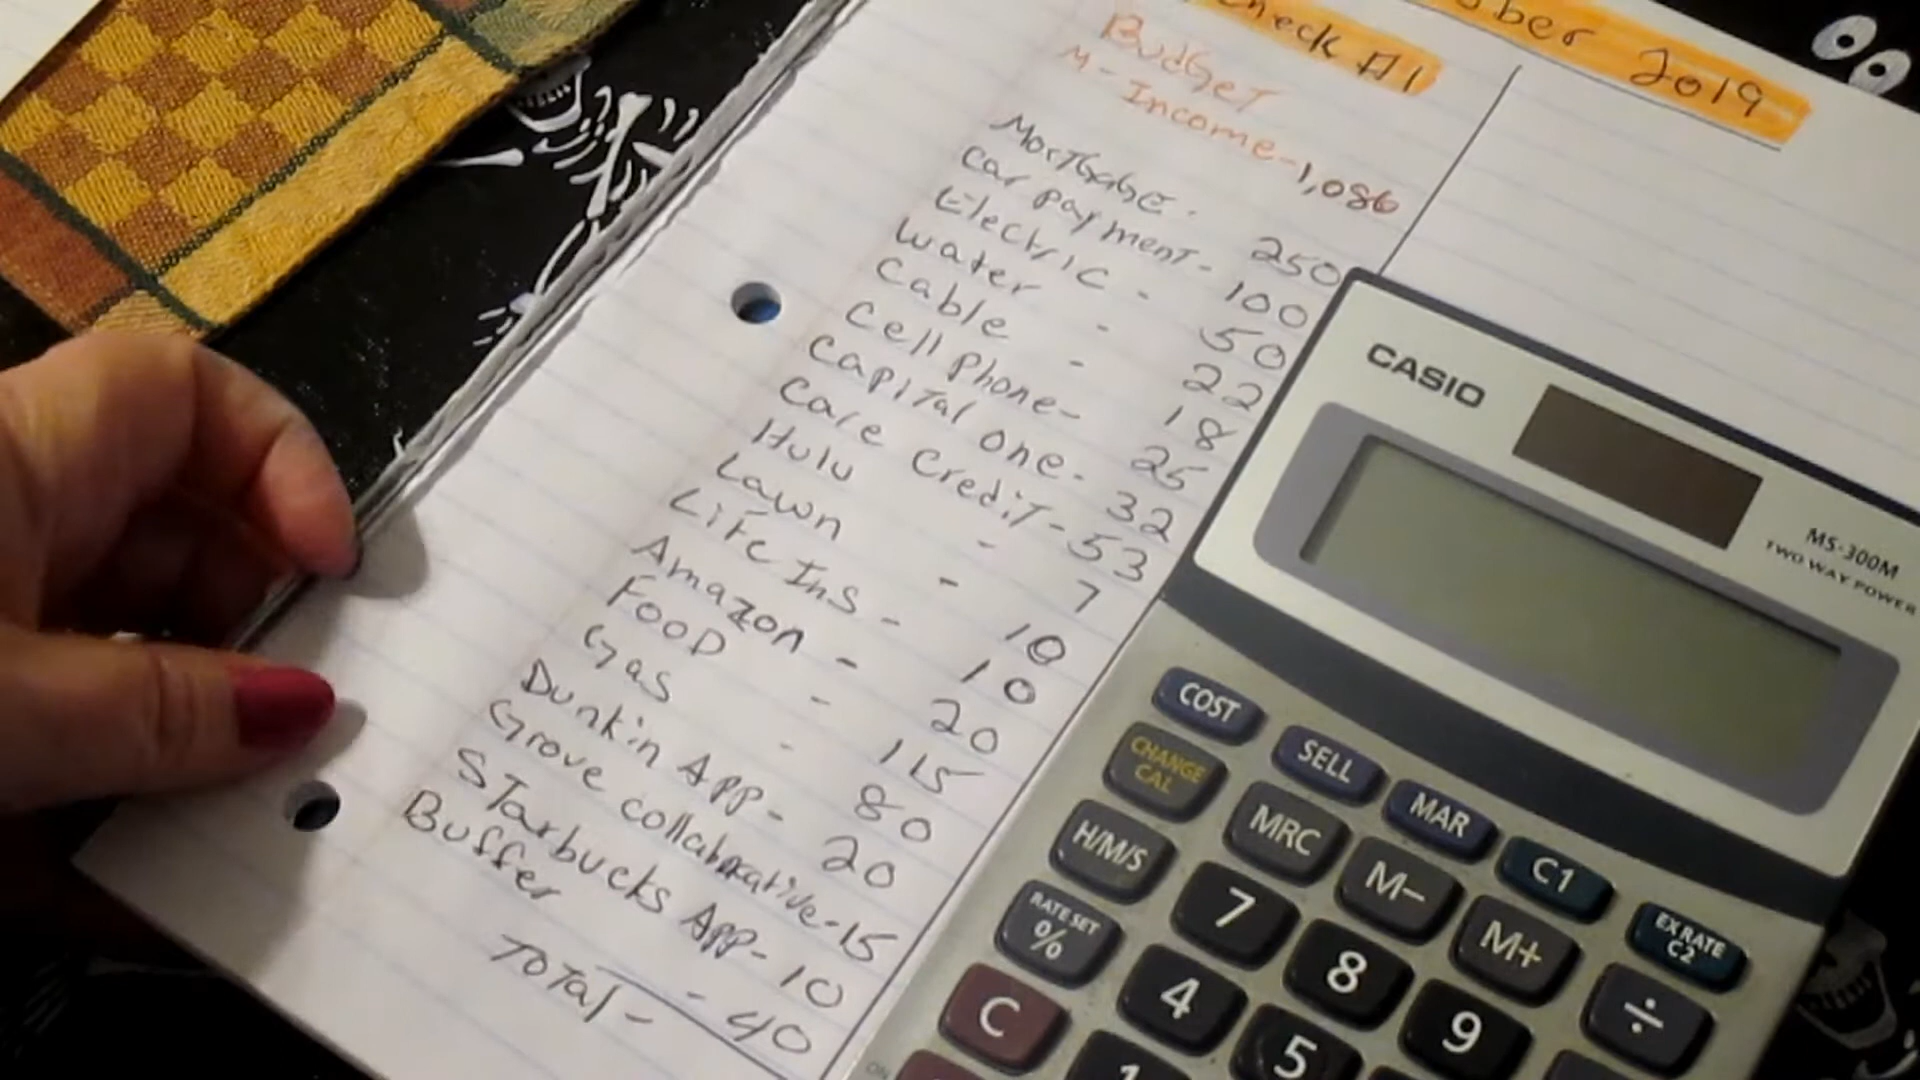 ober 2019
check #1
Budget
M - Income - 1,086
Mortgage - 250
Car payment - 100
Electric - 50
Water - 22
Cable - 18
Cell phone - 25
Capital one - 32
Care credit - 53
Hulu - 7
Lawn - 10
Life Ins - 10
Amazon - 20
Food - 115
Gas - 80
Dunkin App - 20
Grove collaborative - 15
Starbucks App - 10
Buffer - 40
Total -
CASIO
MS-300M
TWO WAY POWER
COST
SELL
MAR
C1
EX RATE
C2
CHANGE
CAL
MRC
M-
M+
÷
H/M/S
7
8
9
RATE SET
%
4
5
C
1